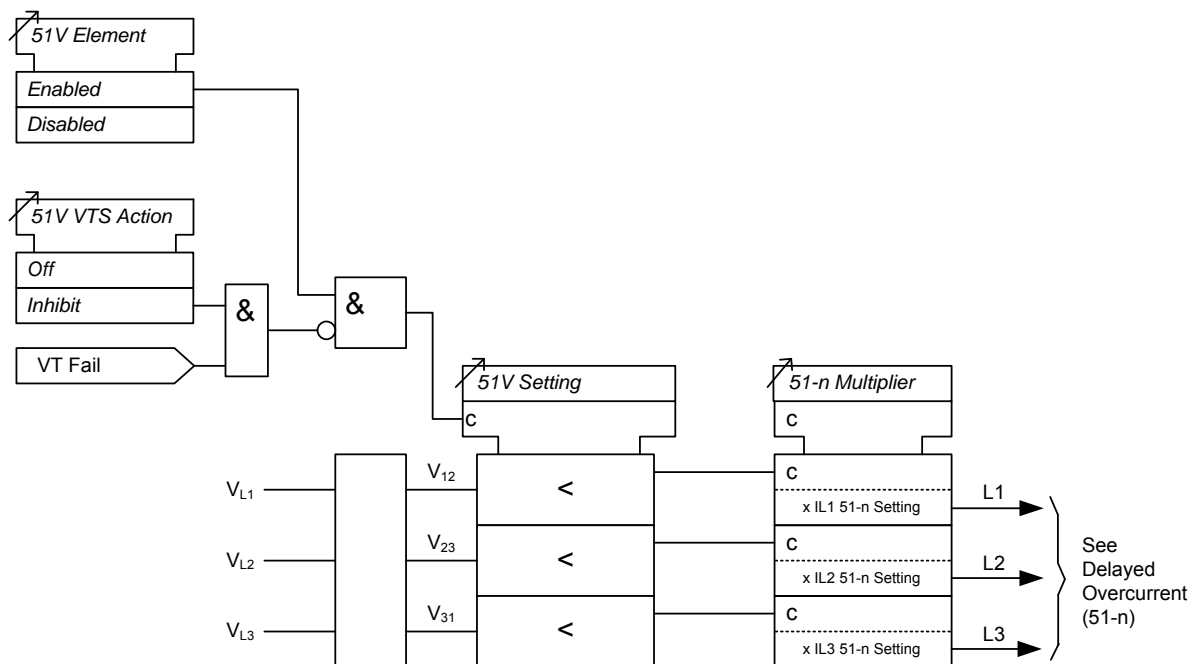 51V Element
Enabled
Disabled
51V VTS Action
Off
Inhibit
VT Fail
&
&
51V Setting
c
51-n Multiplier
c
VL1
V12
<
c
x IL1 51-n Setting
L1
VL2
V23
<
c
x IL2 51-n Setting
L2
VL3
V31
<
c
x IL3 51-n Setting
L3
See
Delayed
Overcurrent
(51-n)